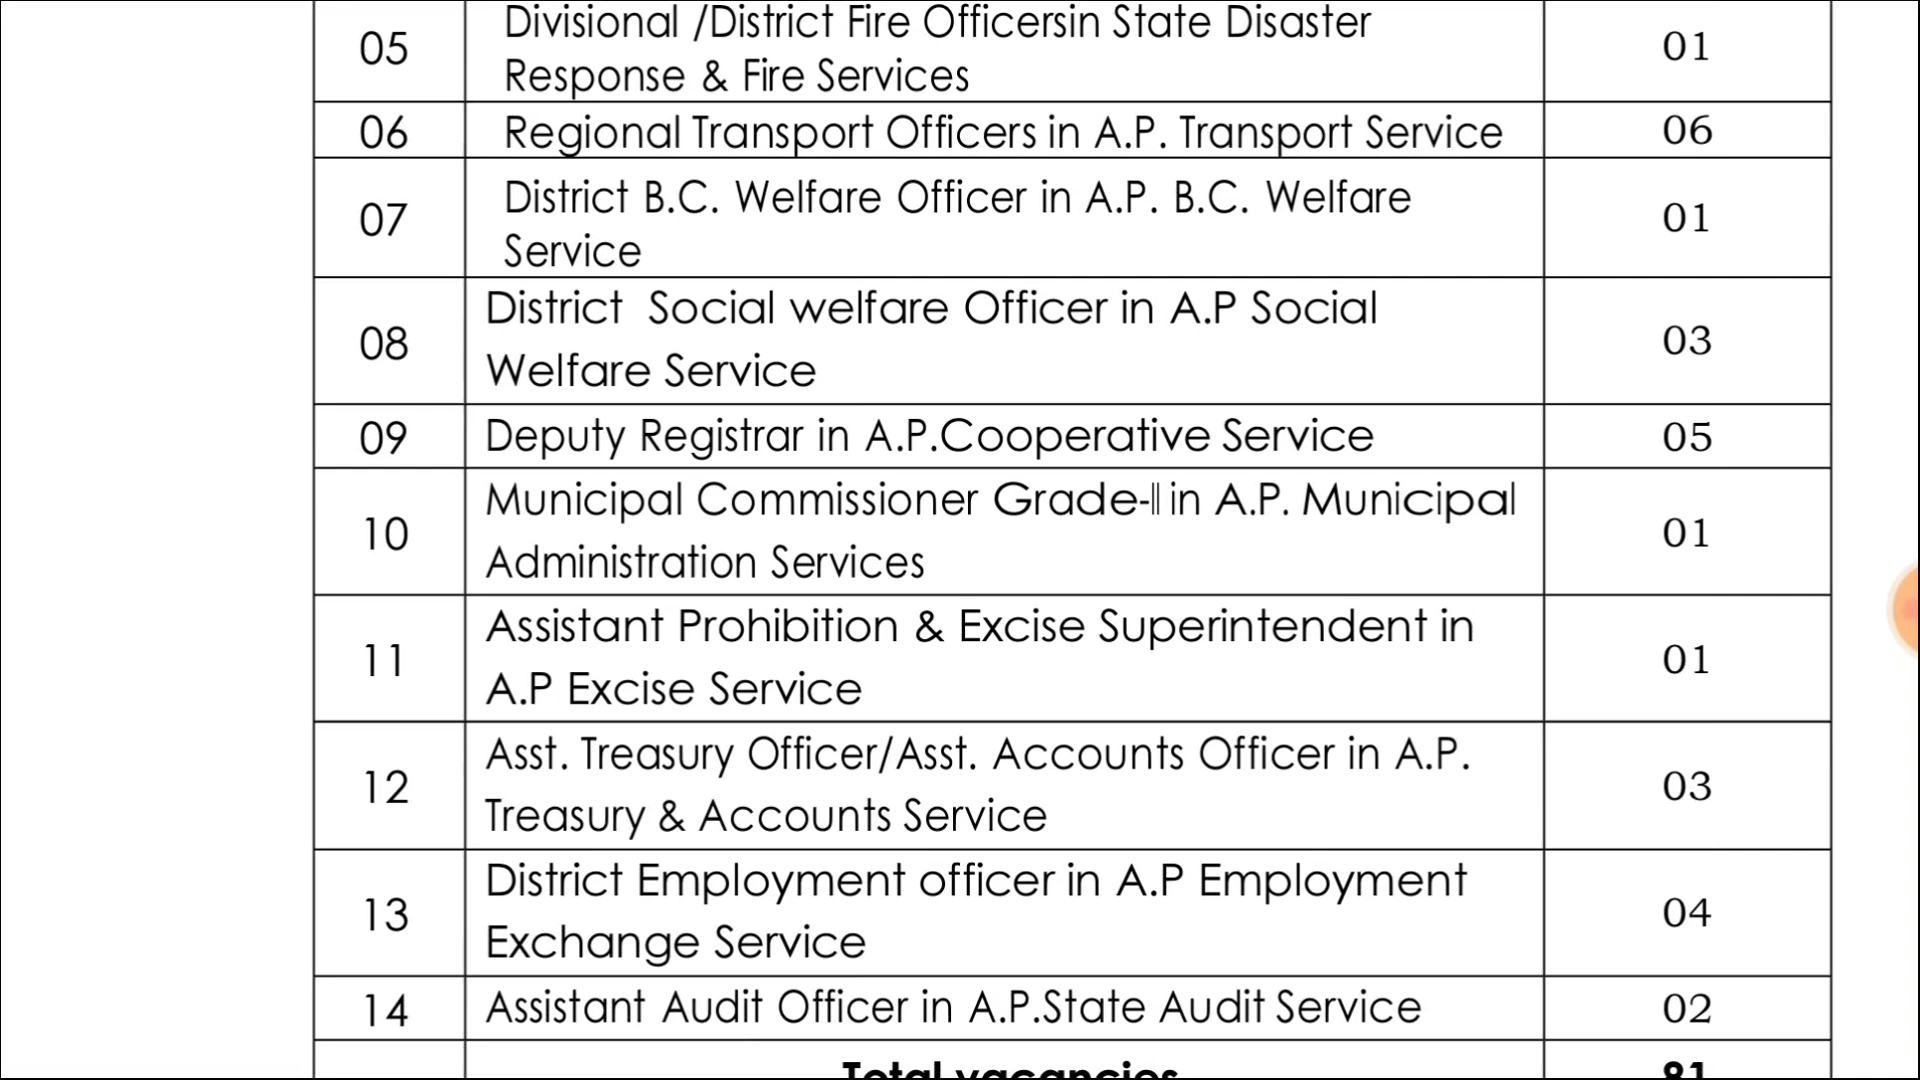 05
Divisional /District Fire Officersin State Disaster
Response & Fire Services
01
06
Regional Transport Officers in A.P. Transport Service
06
07
District B.C. Welfare Officer in A.P. B.C. Welfare
Service
01
08
District Social welfare Officer in A.P Social
Welfare Service
03
09
Deputy Registrar in A.P.Cooperative Service
05
10
Municipal Commissioner Grade-II in A.P. Municipal
Administration Services
01
11
Assistant Prohibition & Excise Superintendent in
A.P Excise Service
01
12
Asst. Treasury Officer/Asst. Accounts Officer in A.P.
Treasury & Accounts Service
03
13
District Employment officer in A.P Employment
Exchange Service
04
14
Assistant Audit Officer in A.P.State Audit Service
02
Total vacancies
81